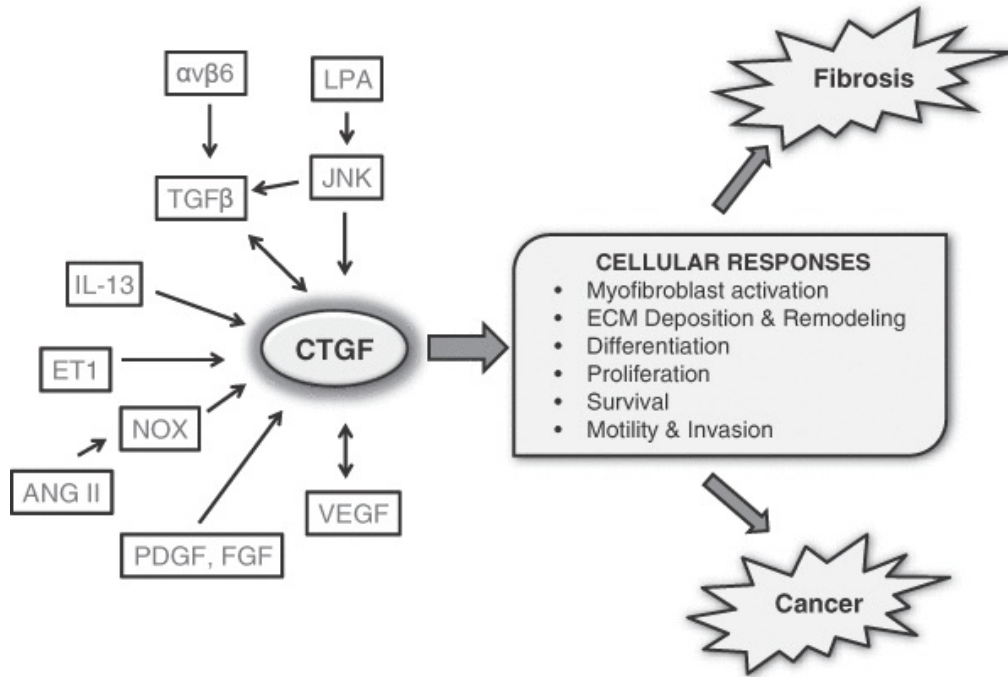 αvβ6
LPA
Fibrosis
TGFβ
JNK
IL-13
CTGF
ET1
NOX
ANG II
VEGF
PDGF, FGF
CELLULAR RESPONSES
• Myofibroblast activation
• ECM Deposition & Remodeling
• Differentiation
• Proliferation
• Survival
• Motility & Invasion
Cancer